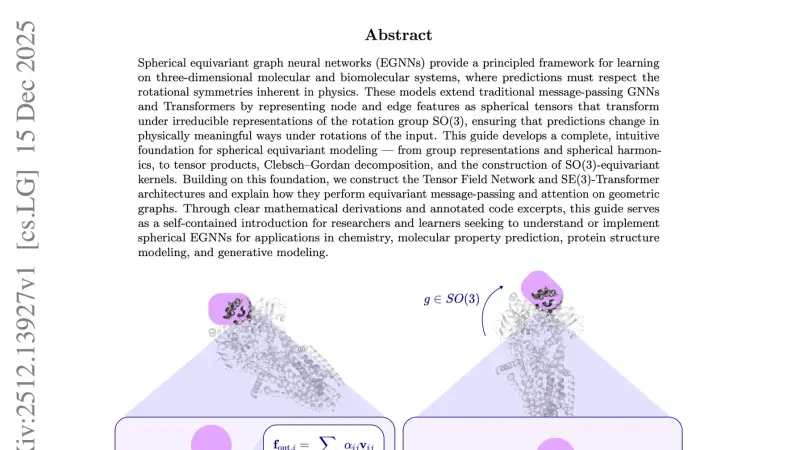 Abstract
Spherical equivariant graph neural networks (EGNNs) provide a principled framework for learning
on three-dimensional molecular and biomolecular systems, where predictions must respect the
rotational symmetries inherent in physics. These models extend traditional message-passing GNNs
and Transformers by representing node and edge features as spherical tensors that transform
under irreducible representations of the rotation group SO(3), ensuring that predictions change in
physically meaningful ways under rotations of the input. This guide develops a complete, intuitive
foundation for spherical equivariant modeling — from group representations and spherical harmon-
ics, to tensor products, Clebsch–Gordan decomposition, and the construction of SO(3)-equivariant
kernels. Building on this foundation, we construct the Tensor Field Network and SE(3)-Transformer
architectures and explain how they perform equivariant message-passing and attention on geometric
graphs. Through clear mathematical derivations and annotated code excerpts, this guide serves
as a self-contained introduction for researchers and learners seeking to understand or implement
spherical EGNNs for applications in chemistry, molecular property prediction, protein structure
modeling, and generative modeling.
g ∈ SO(3)
f_out,i = ∑ α_ij v_ij
Xiv:2512.13927v1 [cs.LG] 15 Dec 2025